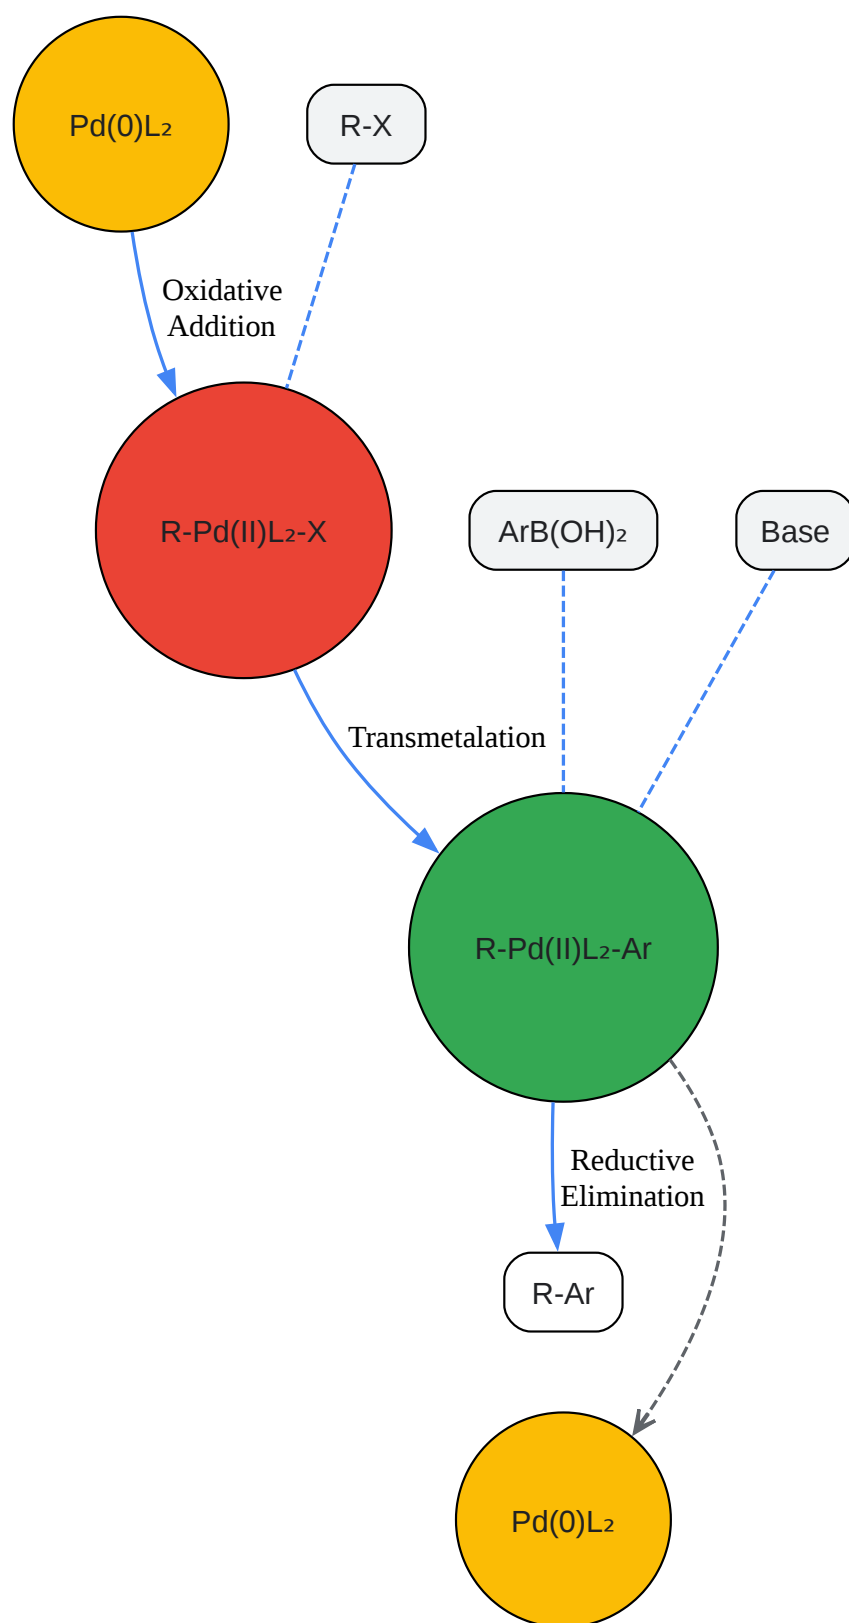 Pd(0)L₂
R-X
Oxidative
Addition
R-Pd(II)L₂-X
ArB(OH)₂
Base
Transmetalation
R-Pd(II)L₂-Ar
Reductive
Elimination
R-Ar
Pd(0)L₂